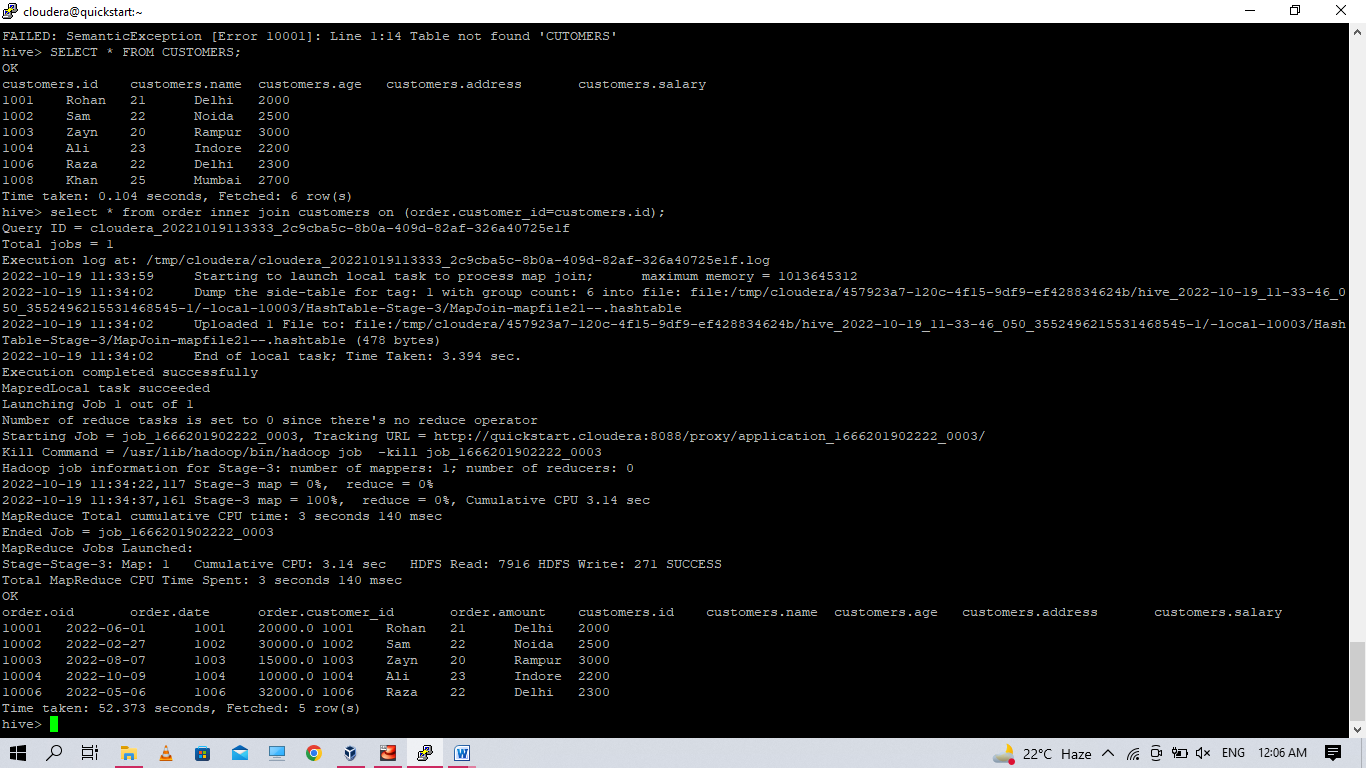 cloudera@quickstart:~
FAILED: SemanticException [Error 10001]: Line 1:14 Table not found 'CUTOMERS'
hive> SELECT * FROM CUSTOMERS;
OK
customers.id    customers.name  customers.age   customers.address       customers.salary
1001    Rohan   21      Delhi   2000
1002    Sam     22      Noida   2500
1003    Zayn    20      Rampur  3000
1004    Ali     23      Indore  2200
1006    Raza    22      Delhi   2300
1008    Khan    25      Mumbai  2700
Time taken: 0.104 seconds, Fetched: 6 row(s)
hive> select * from order inner join customers on (order.customer_id=customers.id);
Query ID = cloudera_20221019113333_2c9cba5c-8b0a-409d-82af-326a40725e1f
Total jobs = 1
Execution log at: /tmp/cloudera/cloudera_20221019113333_2c9cba5c-8b0a-409d-82af-326a40725e1f.log
2022-10-19 11:33:59     Starting to launch local task to process map join;      maximum memory = 1013645312
2022-10-19 11:34:02     Dump the side-table for tag: 1 with group count: 6 into file: file:/tmp/cloudera/457923a7-120c-4f15-9df9-ef428834624b/hive_2022-10-19_11-33-46_0
50_3552496215531468545-1/-local-10003/HashTable-Stage-3/MapJoin-mapfile21--.hashtable
2022-10-19 11:34:02     Uploaded 1 File to: file:/tmp/cloudera/457923a7-120c-4f15-9df9-ef428834624b/hive_2022-10-19_11-33-46_050_3552496215531468545-1/-local-10003/Hash
Table-Stage-3/MapJoin-mapfile21--.hashtable (478 bytes)
2022-10-19 11:34:02     End of local task; Time Taken: 3.394 sec.
Execution completed successfully
MapredLocal task succeeded
Launching Job 1 out of 1
Number of reduce tasks is set to 0 since there's no reduce operator
Starting Job = job_1666201902222_0003, Tracking URL = http://quickstart.cloudera:8088/proxy/application_1666201902222_0003/
Kill Command = /usr/lib/hadoop/bin/hadoop job  -kill job_1666201902222_0003
Hadoop job information for Stage-3: number of mappers: 1; number of reducers: 0
2022-10-19 11:34:22,117 Stage-3 map = 0%,  reduce = 0%
2022-10-19 11:34:37,161 Stage-3 map = 100%,  reduce = 0%, Cumulative CPU 3.14 sec
MapReduce Total cumulative CPU time: 3 seconds 140 msec
Ended Job = job_1666201902222_0003
MapReduce Jobs Launched:
Stage-Stage-3: Map: 1   Cumulative CPU: 3.14 sec   HDFS Read: 7916 HDFS Write: 271 SUCCESS
Total MapReduce CPU Time Spent: 3 seconds 140 msec
OK
order.oid       order.date      order.customer_id       order.amount    customers.id    customers.name  customers.age   customers.address       customers.salary
10001   2022-06-01      1001    20000.0 1001    Rohan   21      Delhi   2000
10002   2022-02-27      1002    30000.0 1002    Sam     22      Noida   2500
10003   2022-08-07      1003    15000.0 1003    Zayn    20      Rampur  3000
10004   2022-10-09      1004    10000.0 1004    Ali     23      Indore  2200
10006   2022-05-06      1006    32000.0 1006    Raza    22      Delhi   2300
Time taken: 52.373 seconds, Fetched: 5 row(s)
hive>
22°C Haze ENG 12:06 AM